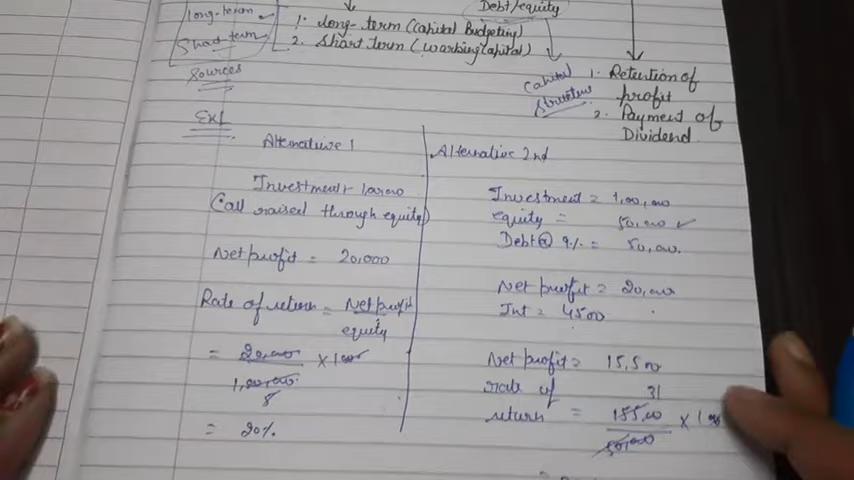 Debt/equity
long-term
Short term
Sources
1. long-term (Capital Budgeting)
2. Short term (working capital)
Capital
Structure
1. Retention of
profit
2. Payment of
Dividend
Ex1
Alternative 1
Investment
(all raised through equity)
Net profit = 20,000
Rate of return = Net profit
equity
= 20,000 × 100
1,00,000
= 20%
Alternative 2nd
Investment = 1,00,000
equity = 50,000 ✓
Debt @ 9% = 50,000.
Net profit = 20,000
Int = 4500
Net profit = 15,500
rate of
return = 15500 × 100
31
50,000